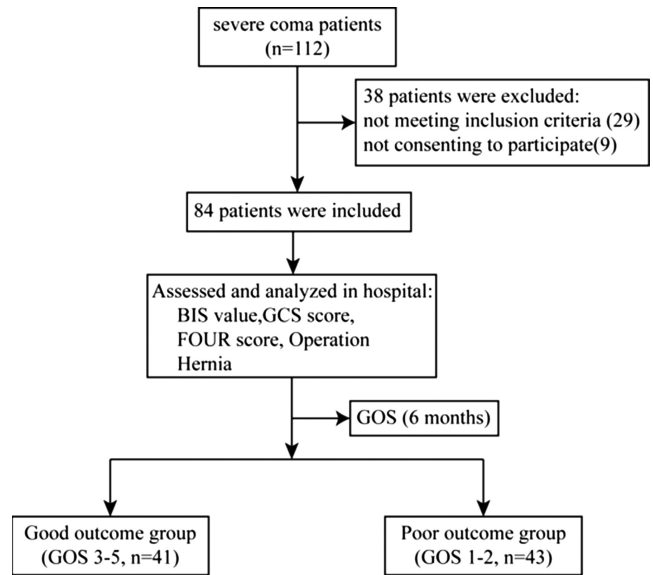 severe coma patients
(n=112)
38 patients were excluded:
not meeting inclusion criteria (29)
not consenting to participate(9)
84 patients were included
Assessed and analyzed in hospital:
BIS value,GCS score,
FOUR score, Operation
Hernia
GOS (6 months)
Good outcome group
(GOS 3-5, n=41)
Poor outcome group
(GOS 1-2, n=43)